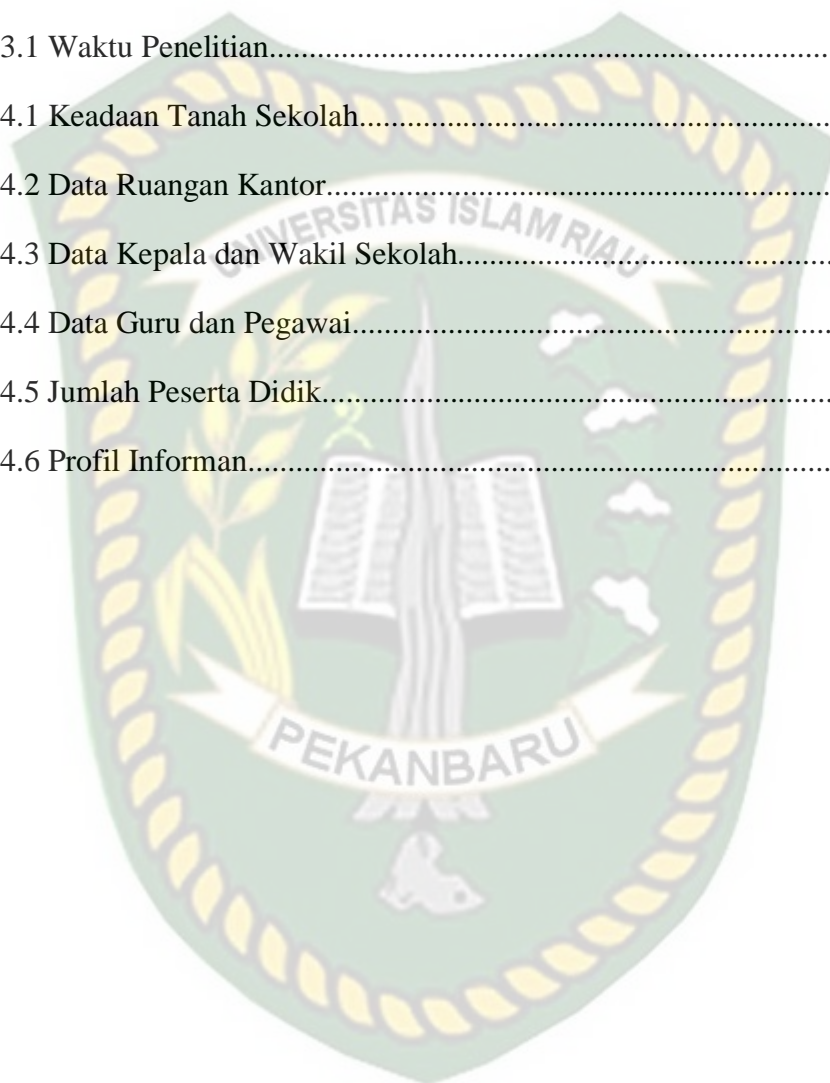 3.1 Waktu Penelitian......................................................................
4.1 Keadaan Tanah Sekolah...........................................................
4.2 Data Ruangan Kantor...............................................................
UNIVERSITAS ISLAM RIAU
4.3 Data Kepala dan Wakil Sekolah...............................................
4.4 Data Guru dan Pegawai............................................................
4.5 Jumlah Peserta Didik................................................................
4.6 Profil Informan.........................................................................
PEKANBARU